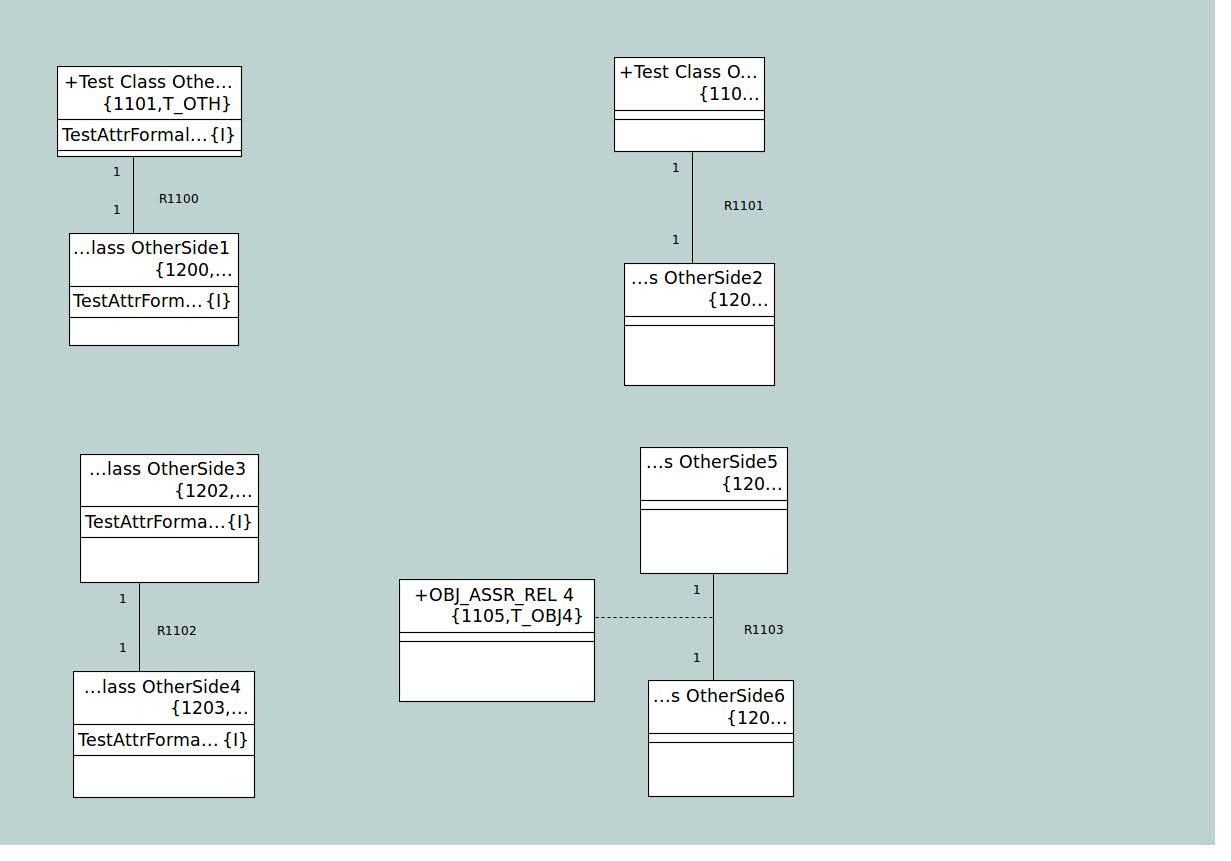 +Test Class Othe...
{1101,T_OTH}
TestAttrFormal... {I}
1
R1100
1
...lass OtherSide1
{1200,...
TestAttrForm... {I}
+Test Class O...
{110...
1
R1101
1
...s OtherSide2
{120...
...lass OtherSide3
{1202,...
TestAttrForma... {I}
1
R1102
1
...lass OtherSide4
{1203,...
TestAttrForma... {I}
...s OtherSide5
{120...
1
+OBJ_ASSR_REL 4
{1105,T_OBJ4}
R1103
1
...s OtherSide6
{120...